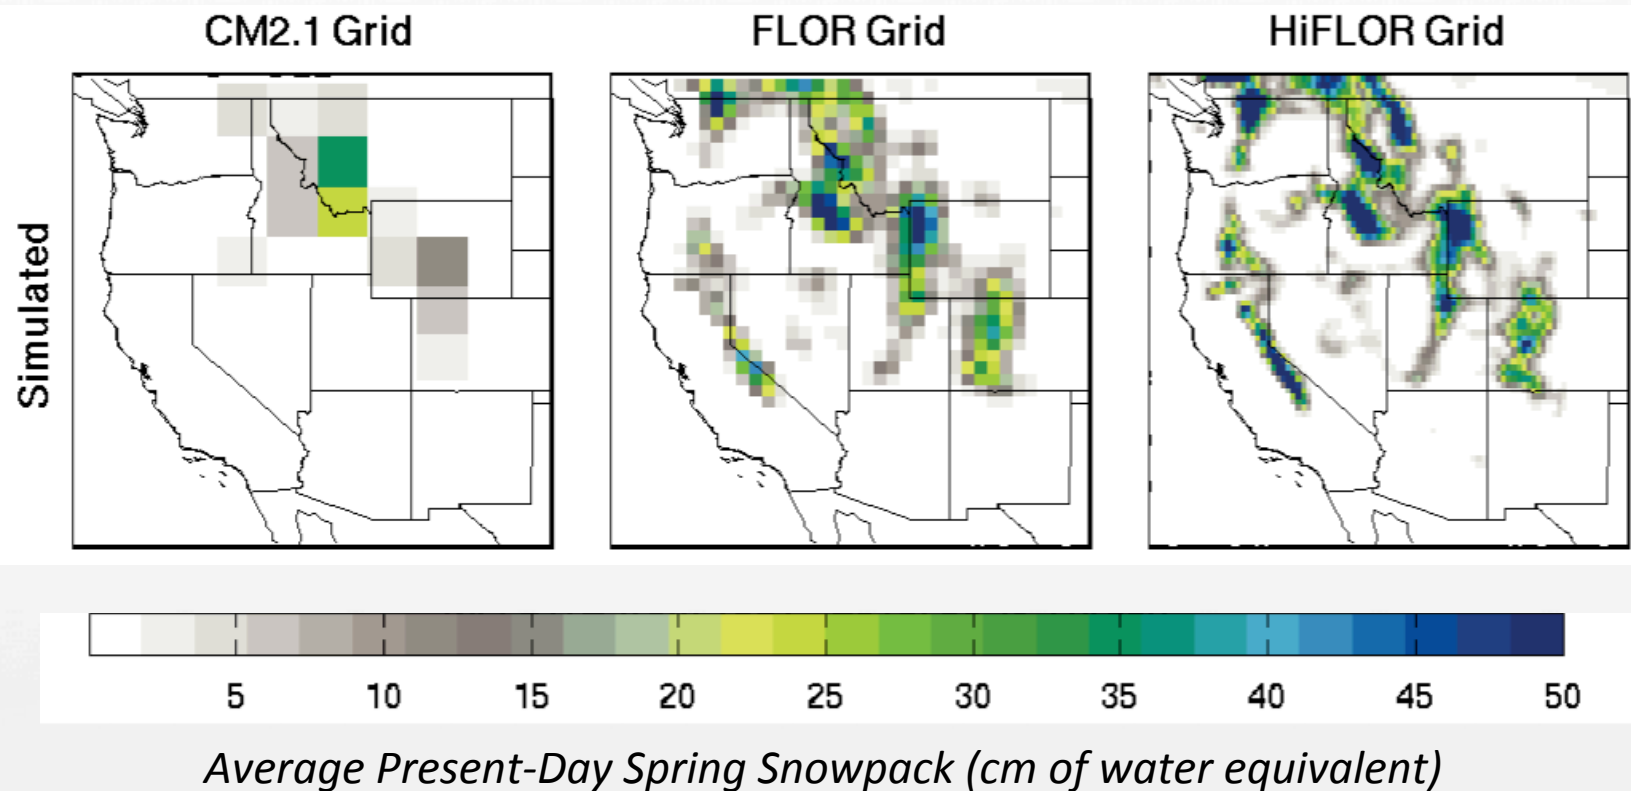 CM2.1 Grid
FLOR Grid
HiFLOR Grid
Simulated
5 10 15 20 25 30 35 40 45 50
Average Present-Day Spring Snowpack (cm of water equivalent)